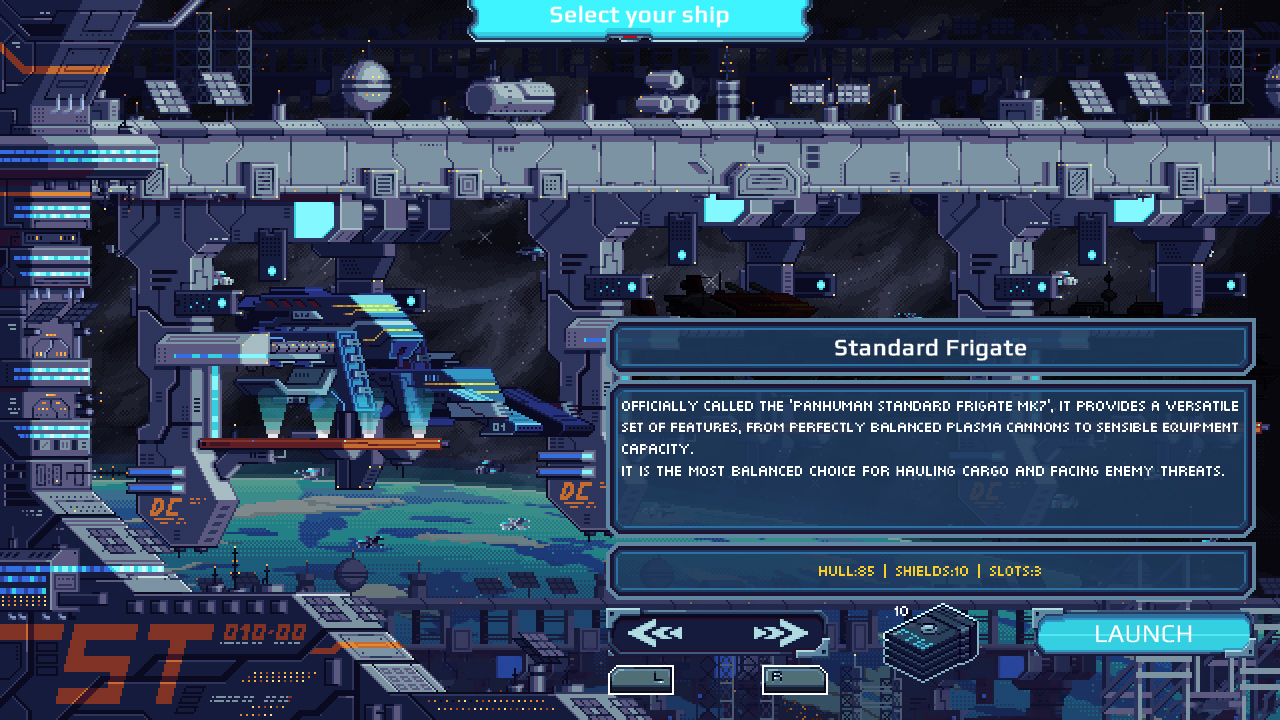 Select your ship
Standard Frigate
OFFICIALLY CALLED THE 'PANHUMAN STANDARD FRIGATE MK7', IT PROVIDES A VERSATILE
SET OF FEATURES, FROM PERFECTLY BALANCED PLASMA CANNONS TO SENSIBLE EQUIPMENT
CAPACITY.
IT IS THE MOST BALANCED CHOICE FOR HAULING CARGO AND FACING ENEMY THREATS.
01
DC
DC
DC
HULL:85 | SHIELDS:10 | SLOTS:3
10
LAUNCH
ST 010-00
L
R